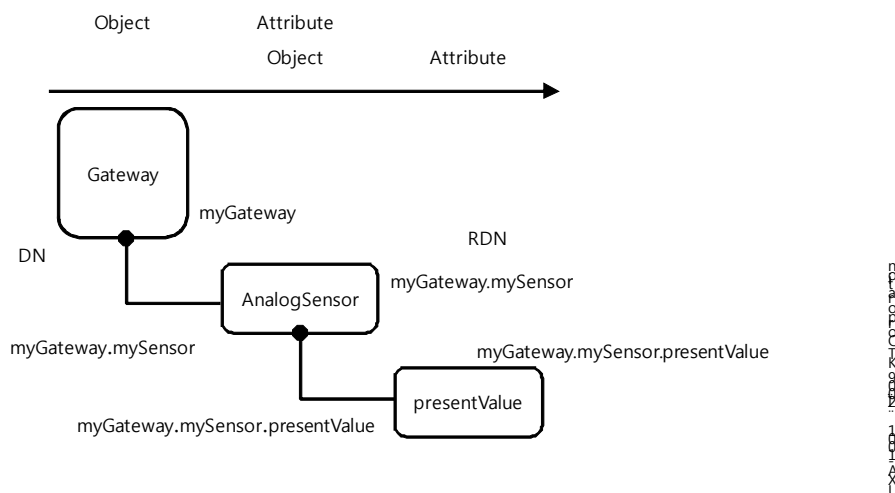 Object
Attribute
Object
Attribute
Gateway
myGateway
DN
RDN
AnalogSensor
myGateway.mySensor
myGateway.mySensor
myGateway.mySensor.presentValue
presentValue
myGateway.mySensor.presentValue